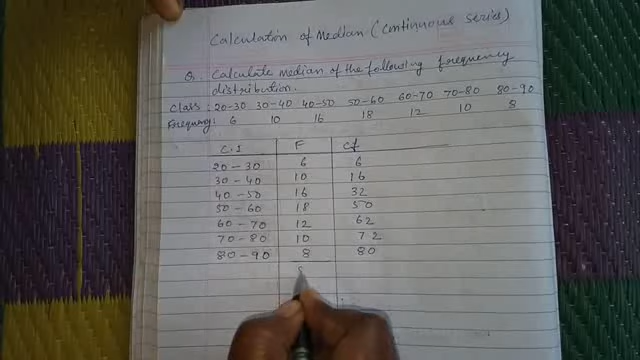 Calculation of Median (Continuous Series)
Q. Calculate median of the following frequency
distribution.
Class: 20-30 30-40 40-50 50-60 60-70 70-80 80-90
Frequency: 6 10 16 18 12 10 8
C.I F Cf
20-30 6 6
30-40 10 16
40-50 16 32
50-60 18 50
60-70 12 62
70-80 10 72
80-90 8 80